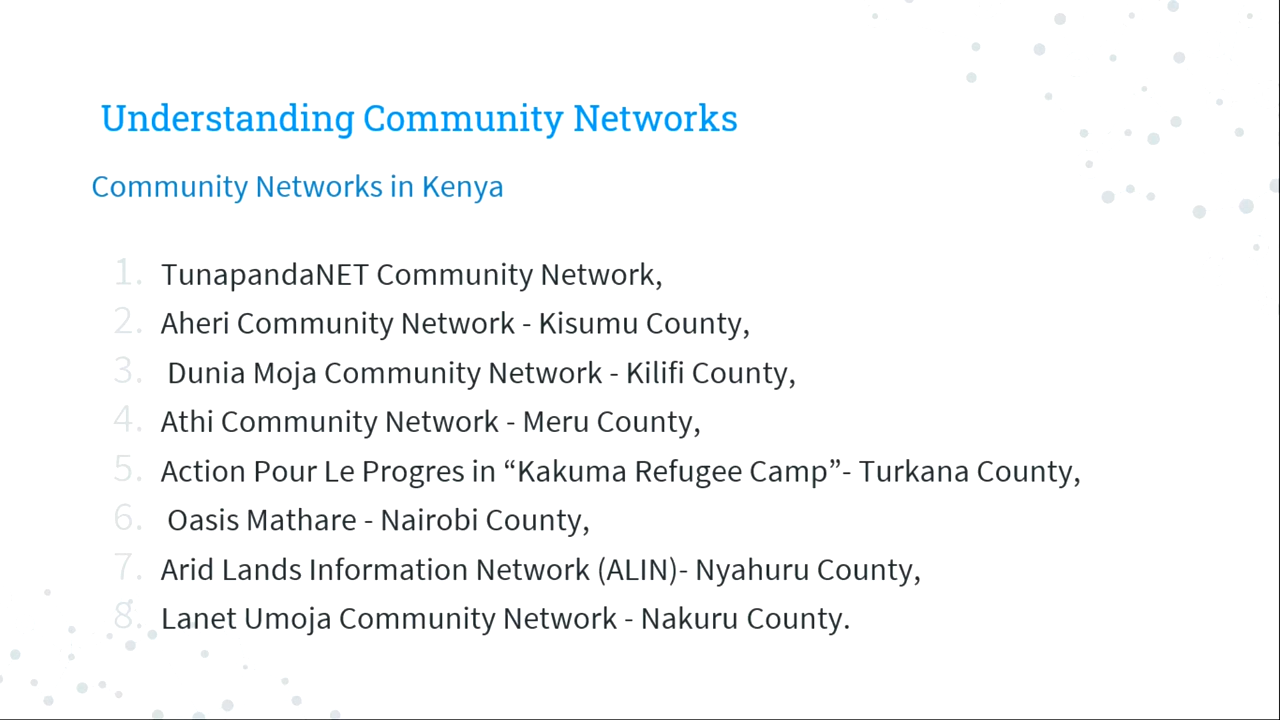 Understanding Community Networks
Community Networks in Kenya
1. TunapandaNET Community Network,
2. Aheri Community Network - Kisumu County,
3. Dunia Moja Community Network - Kilifi County,
4. Athi Community Network - Meru County,
5. Action Pour Le Progres in “Kakuma Refugee Camp”- Turkana County,
6. Oasis Mathare - Nairobi County,
7. Arid Lands Information Network (ALIN)- Nyahuru County,
8. Lanet Umoja Community Network - Nakuru County.